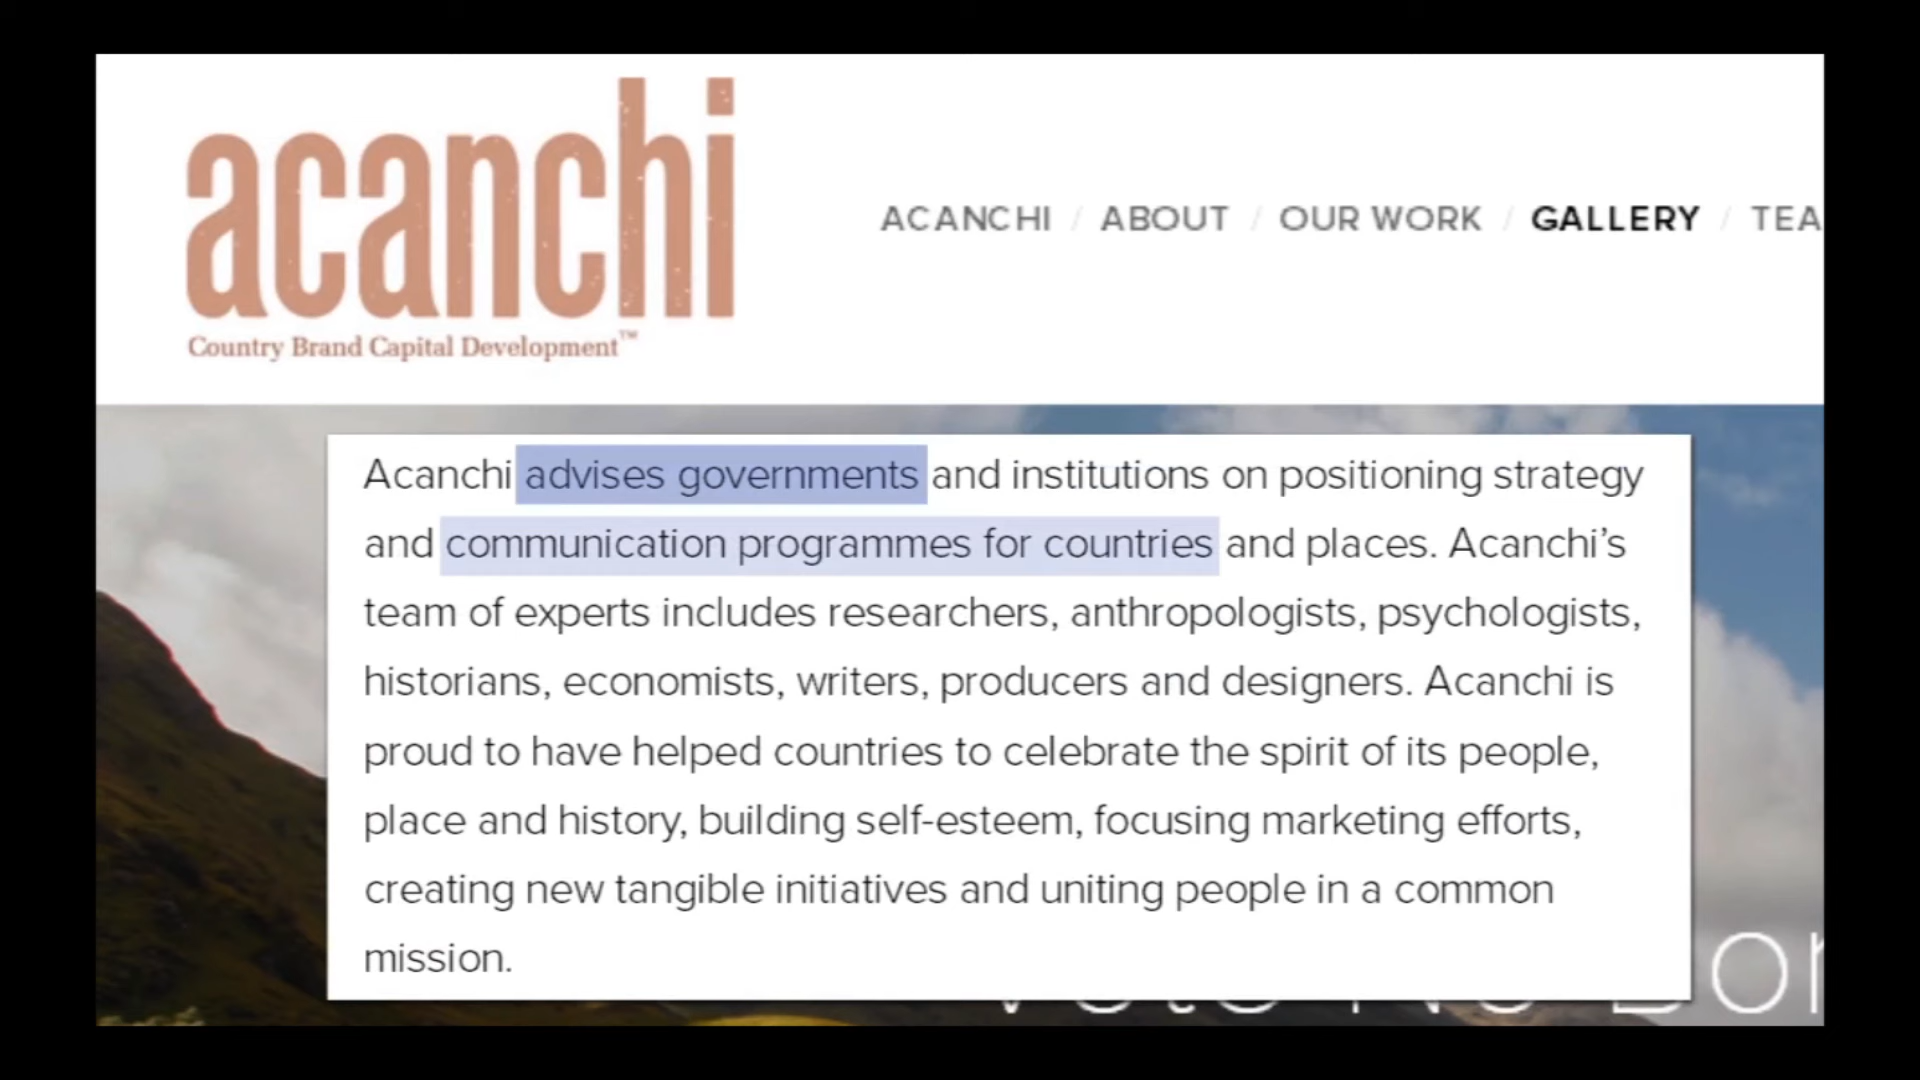 acanchi
Country Brand Capital Development™
ACANCHI / ABOUT / OUR WORK / GALLERY / TEA
Acanchi advises governments and institutions on positioning strategy
and communication programmes for countries and places. Acanchi’s
team of experts includes researchers, anthropologists, psychologists,
historians, economists, writers, producers and designers. Acanchi is
proud to have helped countries to celebrate the spirit of its people,
place and history, building self-esteem, focusing marketing efforts,
creating new tangible initiatives and uniting people in a common
mission.